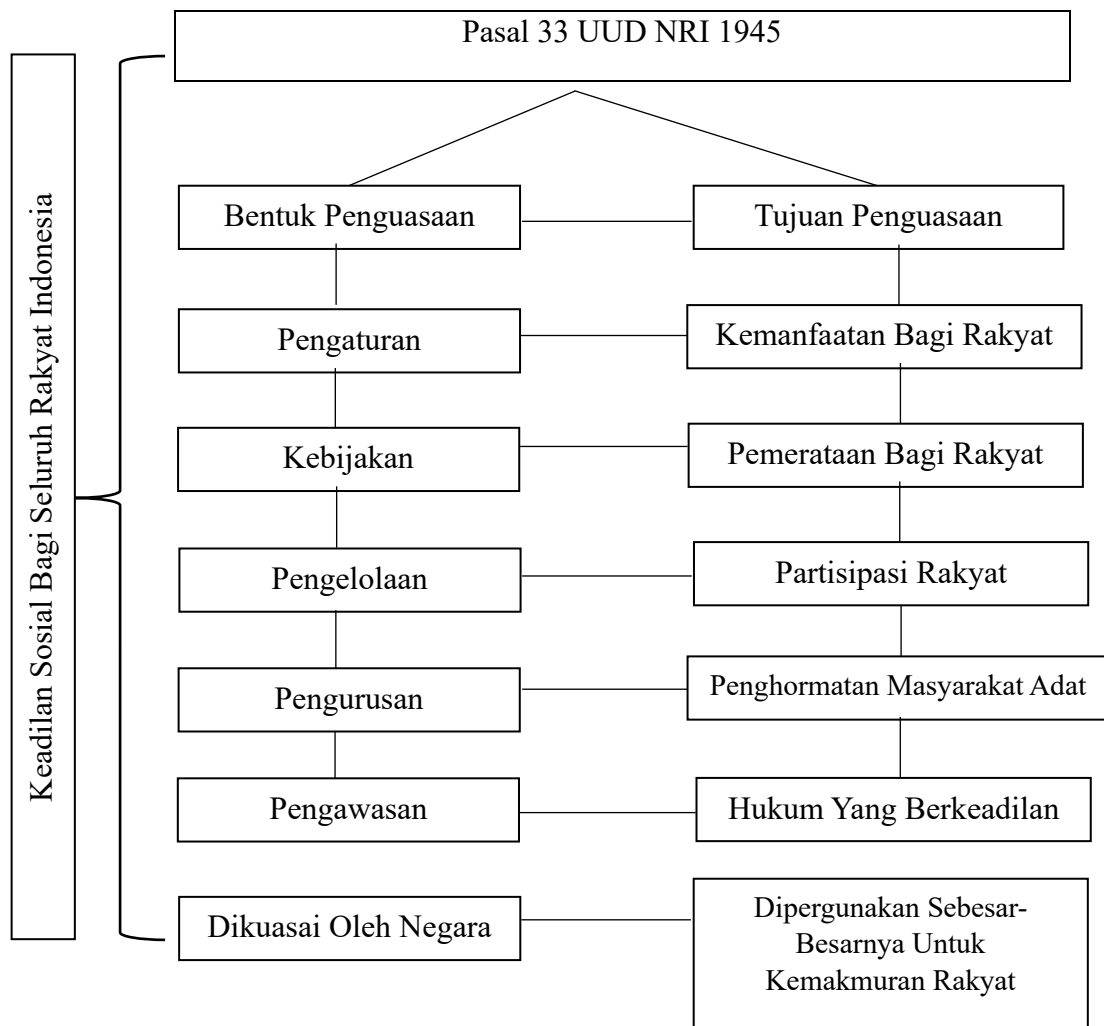 Pasal 33 UUD NRI 1945
Keadilan Sosial Bagi Seluruh Rakyat Indonesia
Bentuk Penguasaan
Tujuan Penguasaan
Pengaturan
Kemanfaatan Bagi Rakyat
Kebijakan
Pemerataan Bagi Rakyat
Pengelolaan
Partisipasi Rakyat
Pengurusan
Penghormatan Masyarakat Adat
Pengawasan
Hukum Yang Berkeadilan
Dikuasai Oleh Negara
Dipergunakan Sebesar-
Besarnya Untuk
Kemakmuran Rakyat